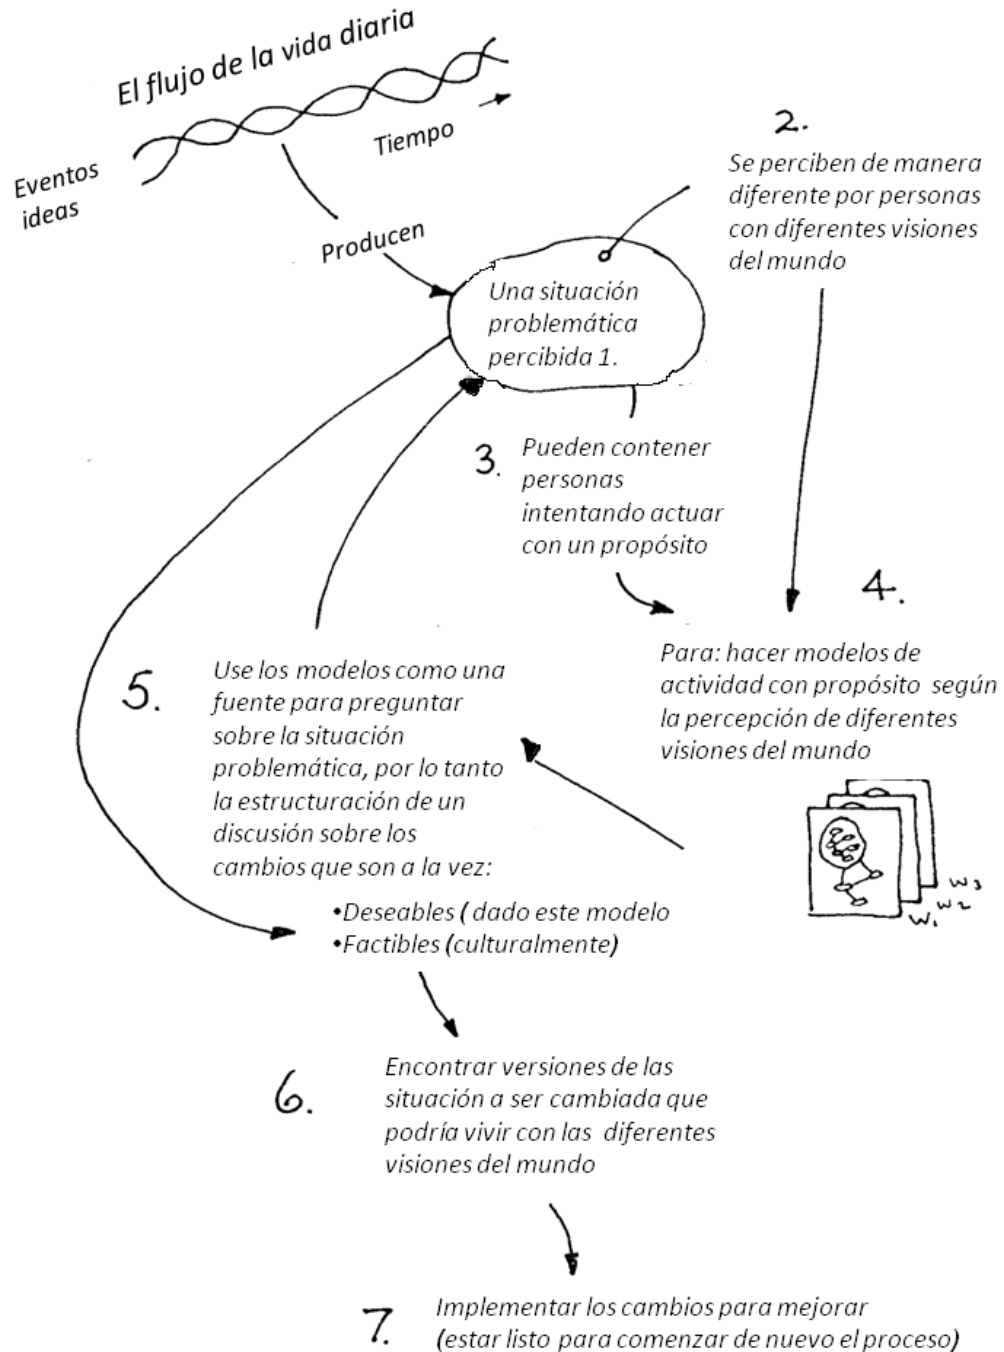 El flujo de la vida diaria
Tiempo
Eventos
ideas
Producen
Una situación
problemática
percibida 1.
2.
Se perciben de manera
diferente por personas
con diferentes visiones
del mundo
3.
Pueden contener
personas
intentando actuar
con un propósito
4.
Para: hacer modelos de
actividad con propósito según
la percepción de diferentes
visiones del mundo
W1
W2
W3
5.
Use los modelos como una
fuente para preguntar
sobre la situación
problemática, por lo tanto
la estructuración de un
discusión sobre los
cambios que son a la vez:
•Deseables ( dado este modelo
•Factibles (culturalmente)
6.
Encontrar versiones de las
situación a ser cambiada que
podría vivir con las diferentes
visiones del mundo
7.
Implementar los cambios para mejorar
(estar listo para comenzar de nuevo el proceso)